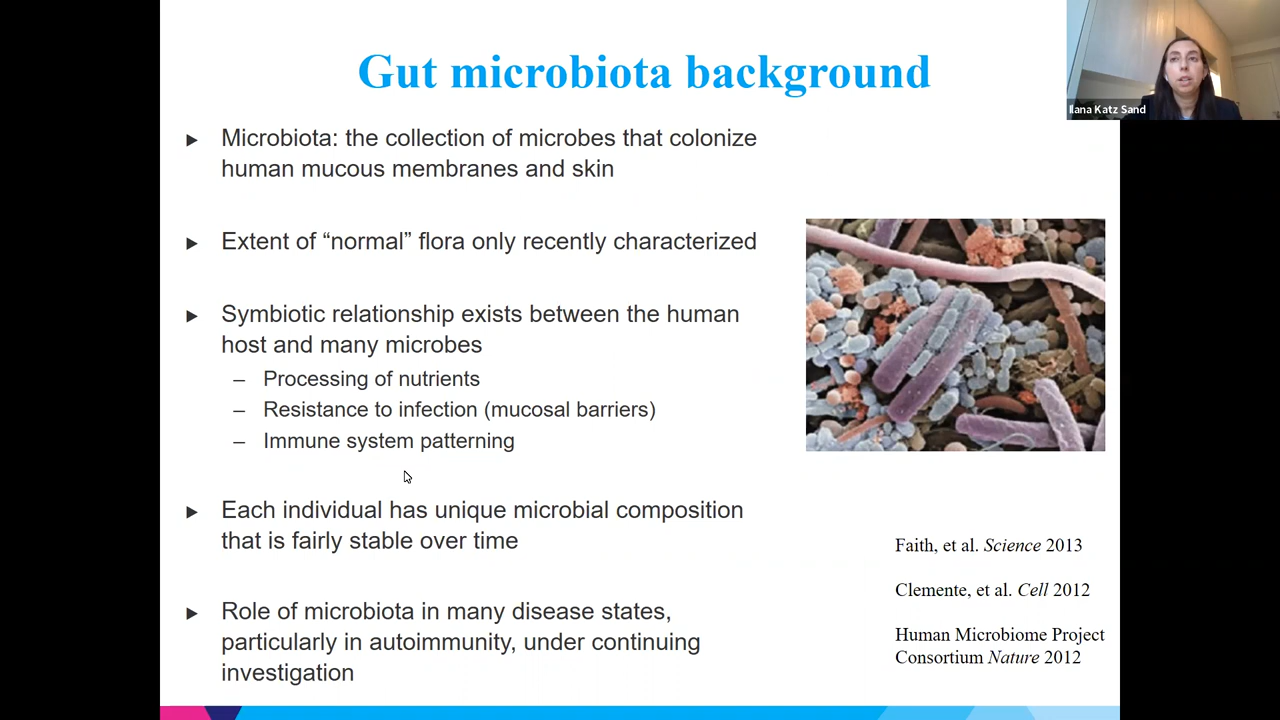 Gut microbiota background
Ilana Katz Sand
Microbiota: the collection of microbes that colonize
human mucous membranes and skin
Extent of “normal” flora only recently characterized
Symbiotic relationship exists between the human
host and many microbes
– Processing of nutrients
– Resistance to infection (mucosal barriers)
– Immune system patterning
Each individual has unique microbial composition
that is fairly stable over time
Role of microbiota in many disease states,
particularly in autoimmunity, under continuing
investigation
Faith, et al. Science 2013
Clemente, et al. Cell 2012
Human Microbiome Project
Consortium Nature 2012